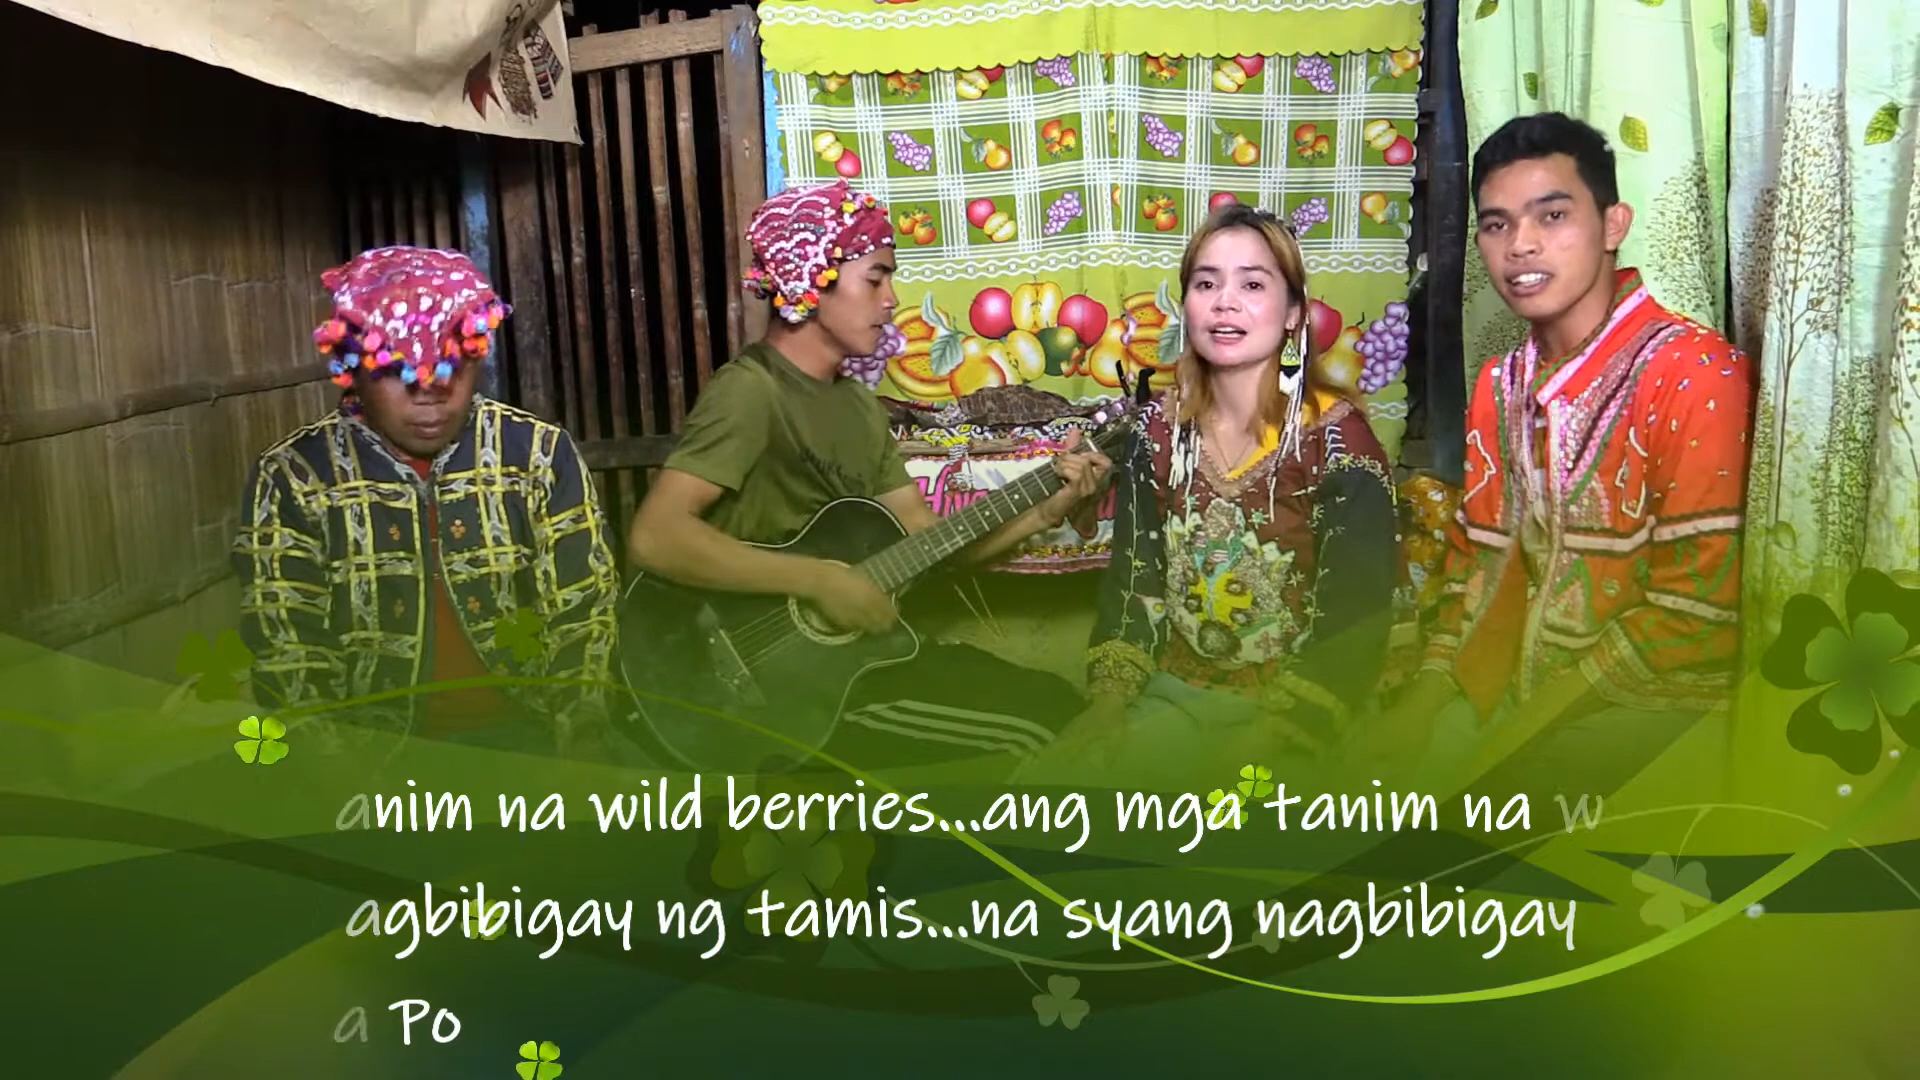 anim na wild berries...ang mga tanim na w
agbibigay ng tamis...na syang nagbibigay
a Po